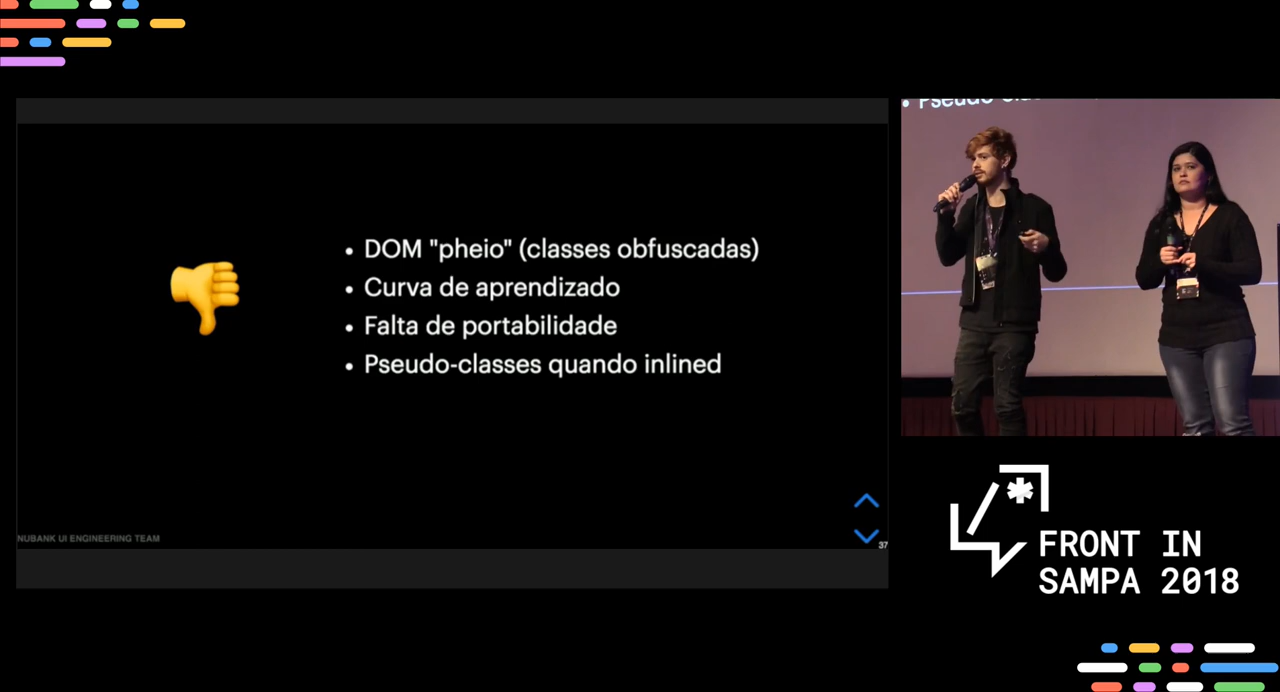 • DOM "pheio" (classes obfuscadas)
• Curva de aprendizado
• Falta de portabilidade
• Pseudo-classes quando inlined
NUBANK UI ENGINEERING TEAM
37
• Pseudo
FRONT IN
SAMPA 2018